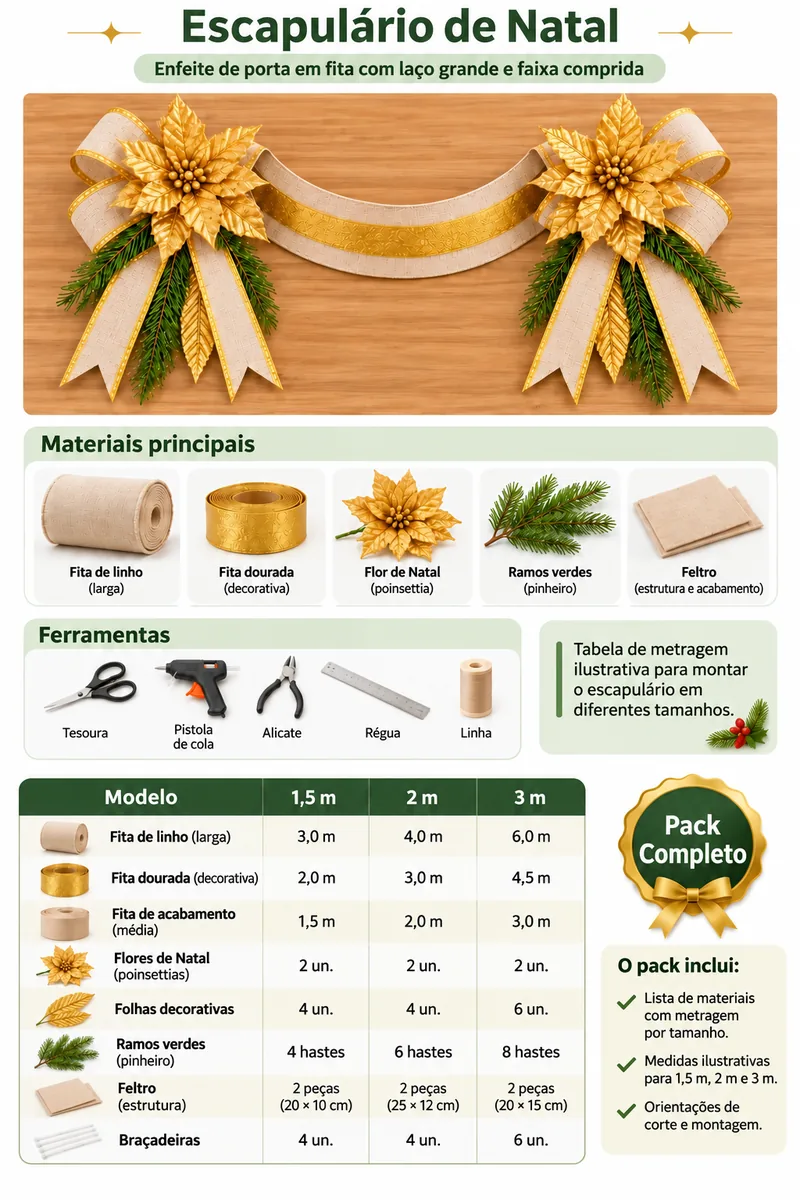 Escapulário de Natal
Enfeite de porta em fita com laço grande e faixa comprida
Materiais principais
Fita de linho
(larga)
Fita dourada
(decorativa)
Flor de Natal
(poinsettia)
Ramos verdes
(pinheiro)
Feltro
(estrutura e acabamento)
Ferramentas
Tesoura
Pistola
de cola
Alicate
Régua
Linha
Tabela de metragem
ilustrativa para montar
o escapulário em
diferentes tamanhos.
Modelo 1,5 m 2 m 3 m
Fita de linho (larga) 3,0 m 4,0 m 6,0 m
Fita dourada (decorativa) 2,0 m 3,0 m 4,5 m
Fita de acabamento
(média) 1,5 m 2,0 m 3,0 m
Flores de Natal
(poinsettias) 2 un. 2 un. 2 un.
Folhas decorativas 4 un. 4 un. 6 un.
Ramos verdes
(pinheiro) 4 hastes 6 hastes 8 hastes
Feltro
(estrutura)
2 peças 2 peças 2 peças
(20 × 10 cm) (25 × 12 cm) (20 × 15 cm)
Braçadeiras 4 un. 4 un. 6 un.
Pack
Completo
O pack inclui:
Lista de materiais
com metragem
por tamanho.
Medidas ilustrativas
para 1,5 m, 2 m e 3 m.
Orientações de
corte e montagem.